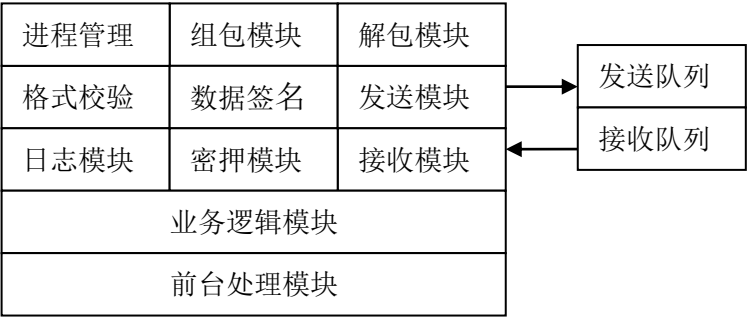 进程管理 组包模块 解包模块
格式校验 数据签名 发送模块
日志模块 密押模块 接收模块
业务逻辑模块
前台处理模块
发送队列
接收队列